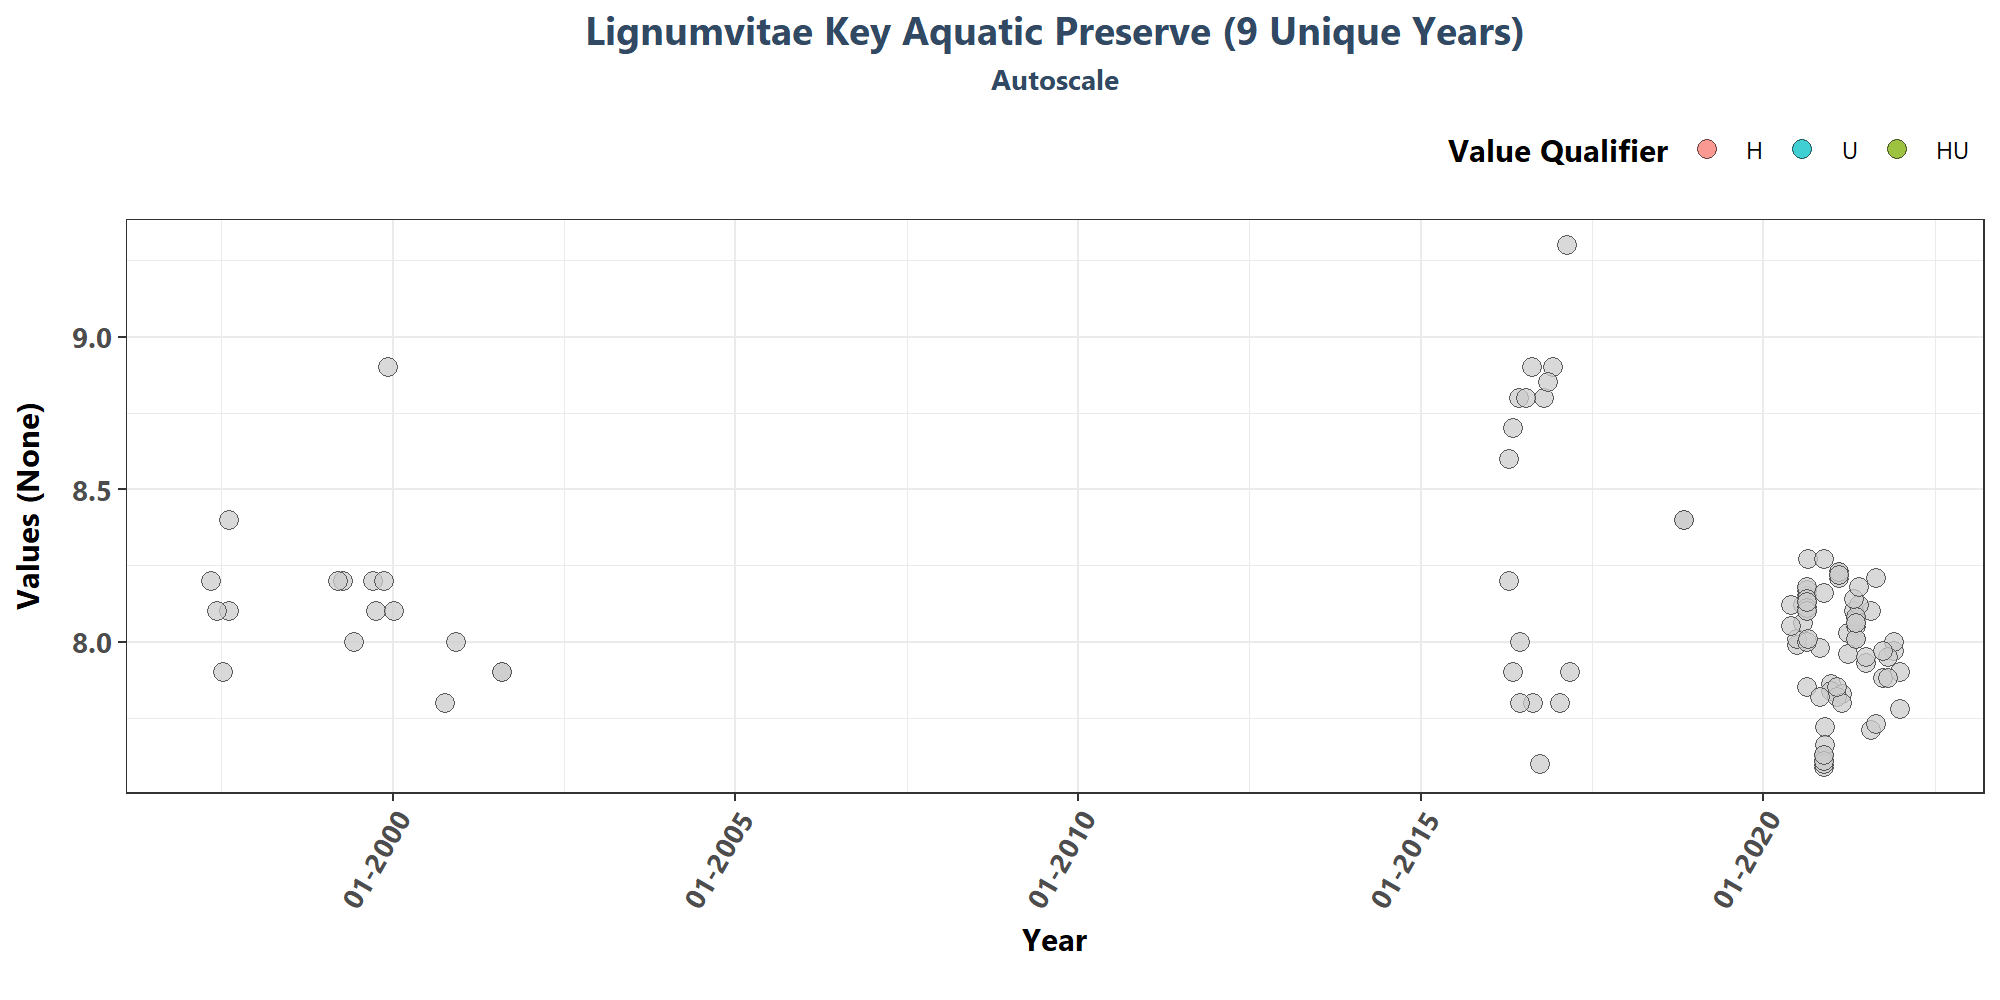 Lignumvitae Key Aquatic Preserve (9 Unique Years)
Autoscale
Value Qualifier H U HU
Values (None)
9.0
8.5
8.0
01-2000 01-2005 01-2010 01-2015 01-2020
Year